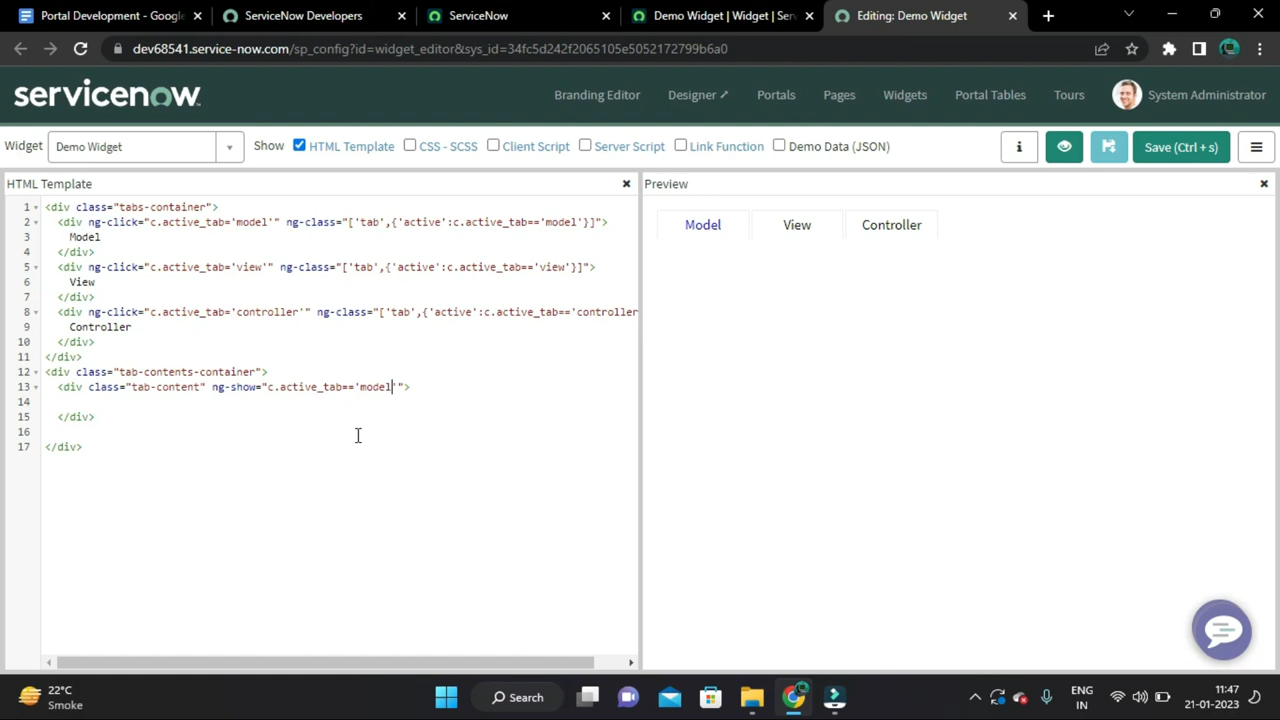 Portal Development - Google
ServiceNow Developers
ServiceNow
Demo Widget | Widget | Serv
Editing: Demo Widget
dev68541.service-now.com/sp_config?id=widget_editor&sys_id=34fc5d242f2065105e5052172799b6a0
servicenow
Branding Editor
Designer
Portals
Pages
Widgets
Portal Tables
Tours
System Administrator
Widget
Demo Widget
Show
HTML Template
CSS - SCSS
Client Script
Server Script
Link Function
Demo Data (JSON)
Save (Ctrl + s)
HTML Template
Preview
1 <div class="tabs-container">
2 <div ng-click="c.active_tab='model'" ng-class="['tab',{'active':c.active_tab=='model'}]">
3 Model
4 </div>
5 <div ng-click="c.active_tab='view'" ng-class="['tab',{'active':c.active_tab=='view'}]">
6 View
7 </div>
8 <div ng-click="c.active_tab='controller'" ng-class="['tab',{'active':c.active_tab=='controller
9 Controller
10 </div>
11 </div>
12 <div class="tab-contents-container">
13 <div class="tab-content" ng-show="c.active_tab=='model'">
14
15 </div>
16
17 </div>
Model
View
Controller
22°C
Smoke
Search
ENG
IN
11:47
21-01-2023